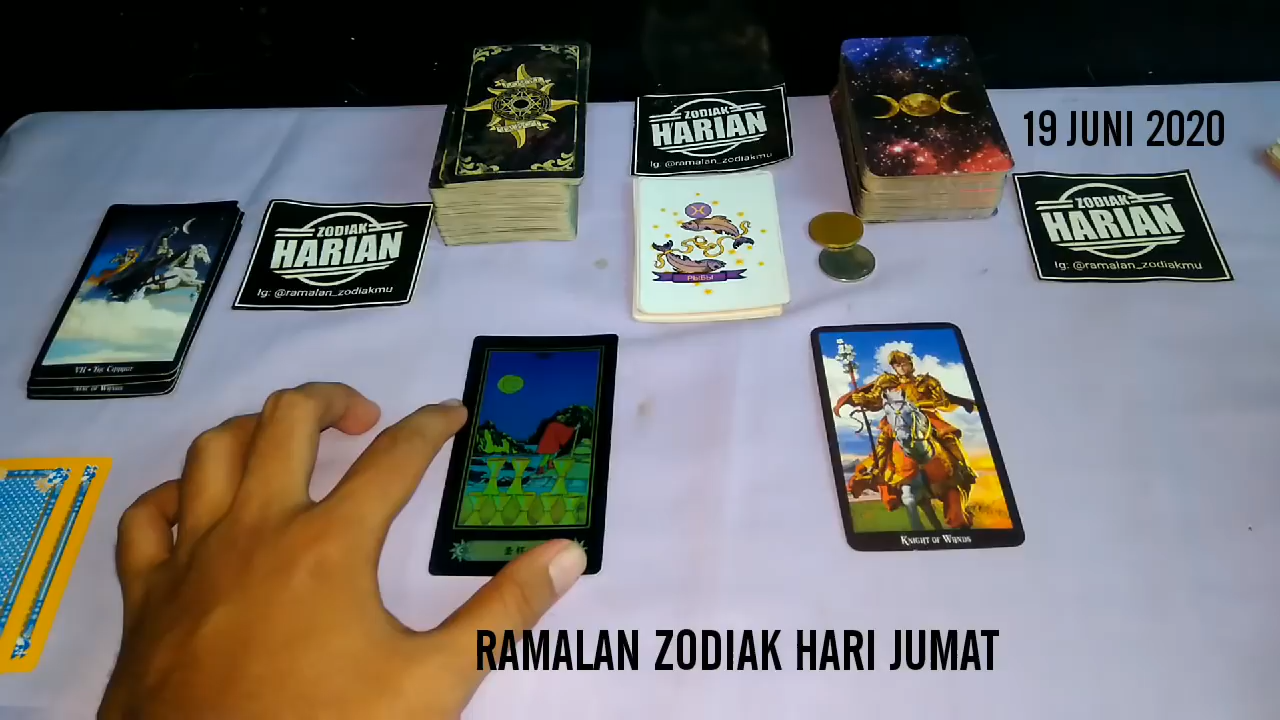 ZODIAK
HARIAN
Ig: @ramalan_zodiakmu
19 JUNI 2020
ZODIAK
HARIAN
Ig: @ramalan_zodiakmu
ZODIAK
HARIAN
Ig: @ramalan_zodiakmu
РЫБЫ
KNIGHT OF WANDS
RAMALAN ZODIAK HARI JUMAT